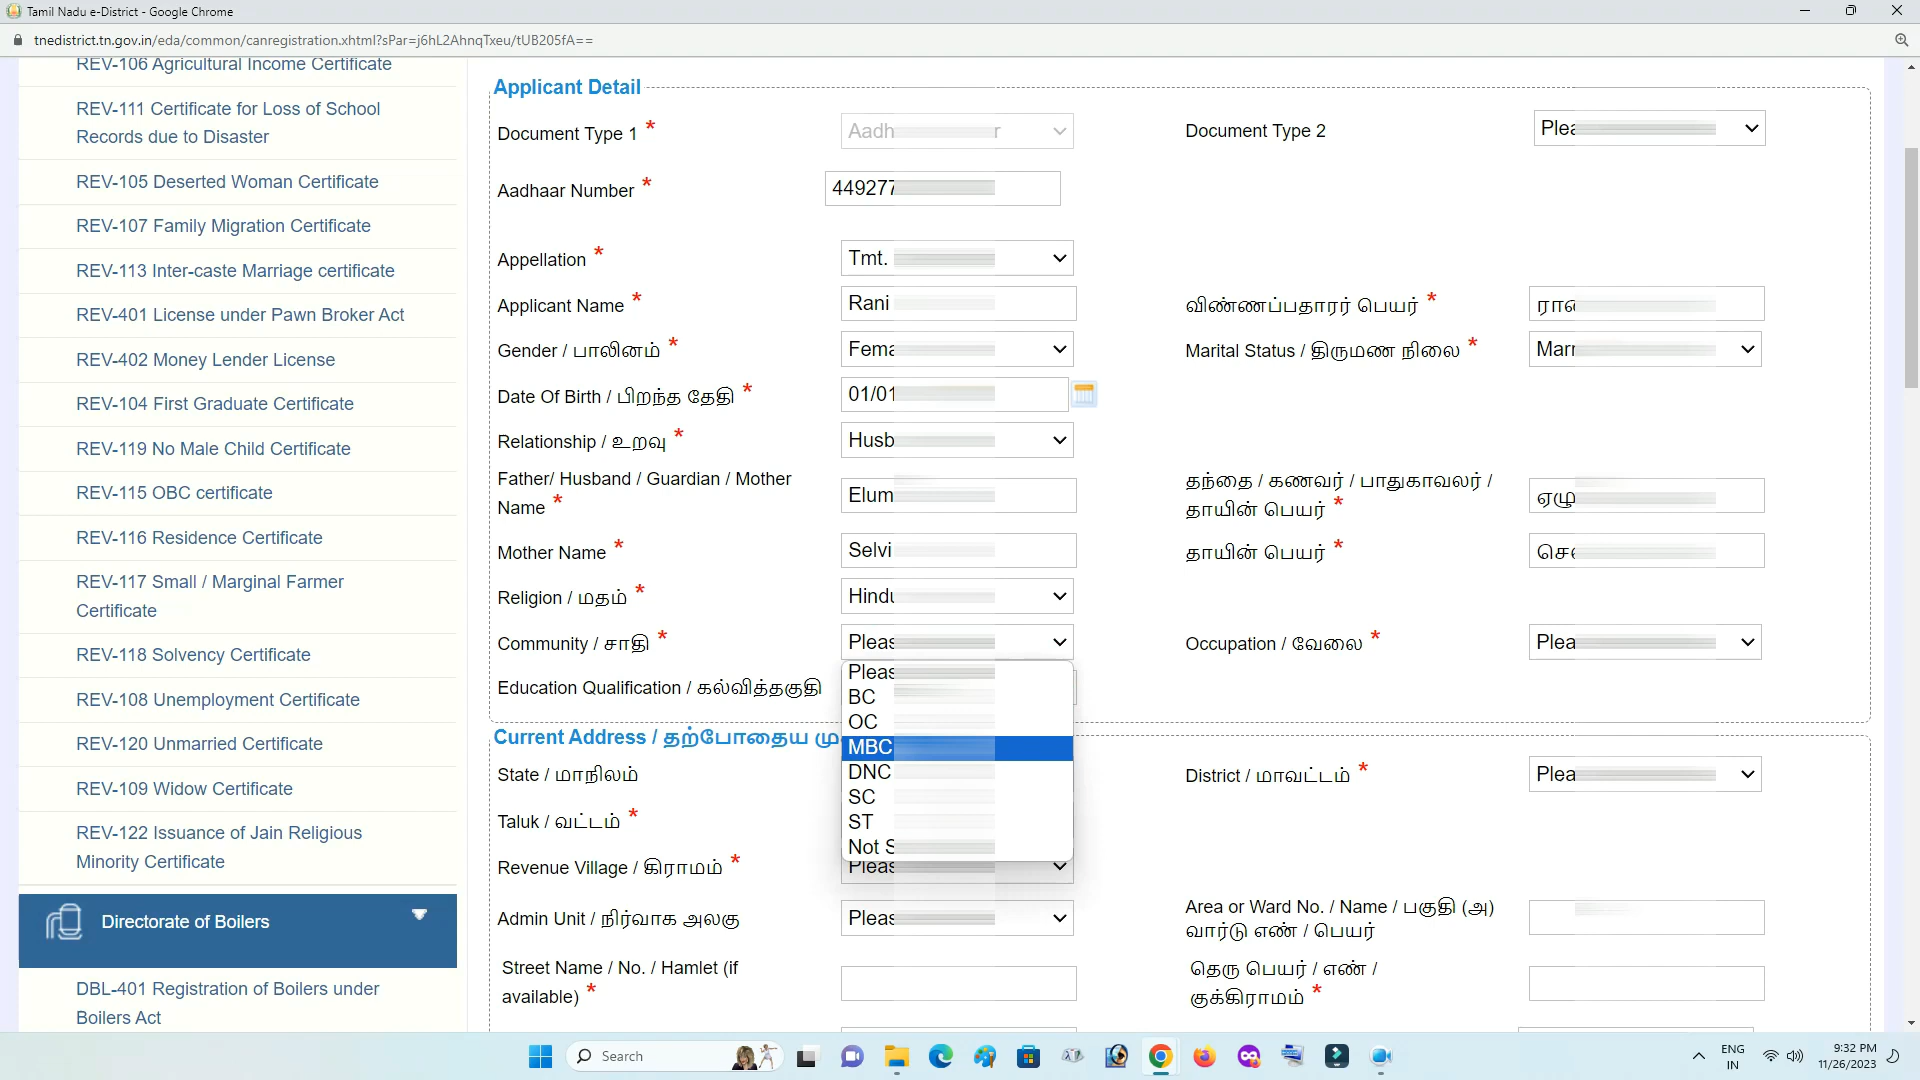 Tamil Nadu e-District - Google Chrome
tnedistrict.tn.gov.in/eda/common/canregistration.xhtml?sPar=j6hL2AhnqTxeu/tUB205fA==
REV-106 Agricultural Income Certificate
REV-111 Certificate for Loss of School
Records due to Disaster
REV-105 Deserted Woman Certificate
REV-107 Family Migration Certificate
REV-113 Inter-caste Marriage certificate
REV-401 License under Pawn Broker Act
REV-402 Money Lender License
REV-104 First Graduate Certificate
REV-119 No Male Child Certificate
REV-115 OBC certificate
REV-116 Residence Certificate
REV-117 Small / Marginal Farmer
Certificate
REV-118 Solvency Certificate
REV-108 Unemployment Certificate
REV-120 Unmarried Certificate
REV-109 Widow Certificate
REV-122 Issuance of Jain Religious
Minority Certificate
Directorate of Boilers
DBL-401 Registration of Boilers under
Boilers Act
Applicant Detail
Document Type 1 *
Document Type 2
Aadhaar Number * 449277
Appellation * Tmt.
Applicant Name * Rani
விண்ணப்பதாரர் பெயர் *
Gender / பாலினம் *
Marital Status / திருமண நிலை *
Date Of Birth / பிறந்த தேதி * 01/01
Relationship / உறவு *
Father/ Husband / Guardian / Mother
Name * Elum
தந்தை / கணவர் / பாதுகாவலர் /
தாயின் பெயர் * ஏழு
Mother Name * Selvi
தாயின் பெயர் *
Religion / மதம் *
Community / சாதி *
Occupation / வேலை *
BC
OC
MBC
DNC
SC
ST
Not S
Education Qualification / கல்வித்தகுதி
Current Address / தற்போதைய
State / மாநிலம்
District / மாவட்டம் *
Taluk / வட்டம் *
Revenue Village / கிராமம் *
Admin Unit / நிர்வாக அலகு
Area or Ward No. / Name / பகுதி (அ)
வார்டு எண் / பெயர்
Street Name / No. / Hamlet (if
available) *
தெரு பெயர் / எண் /
குக்கிராமம் *
Search
ENG
IN
9:32 PM
11/26/2023